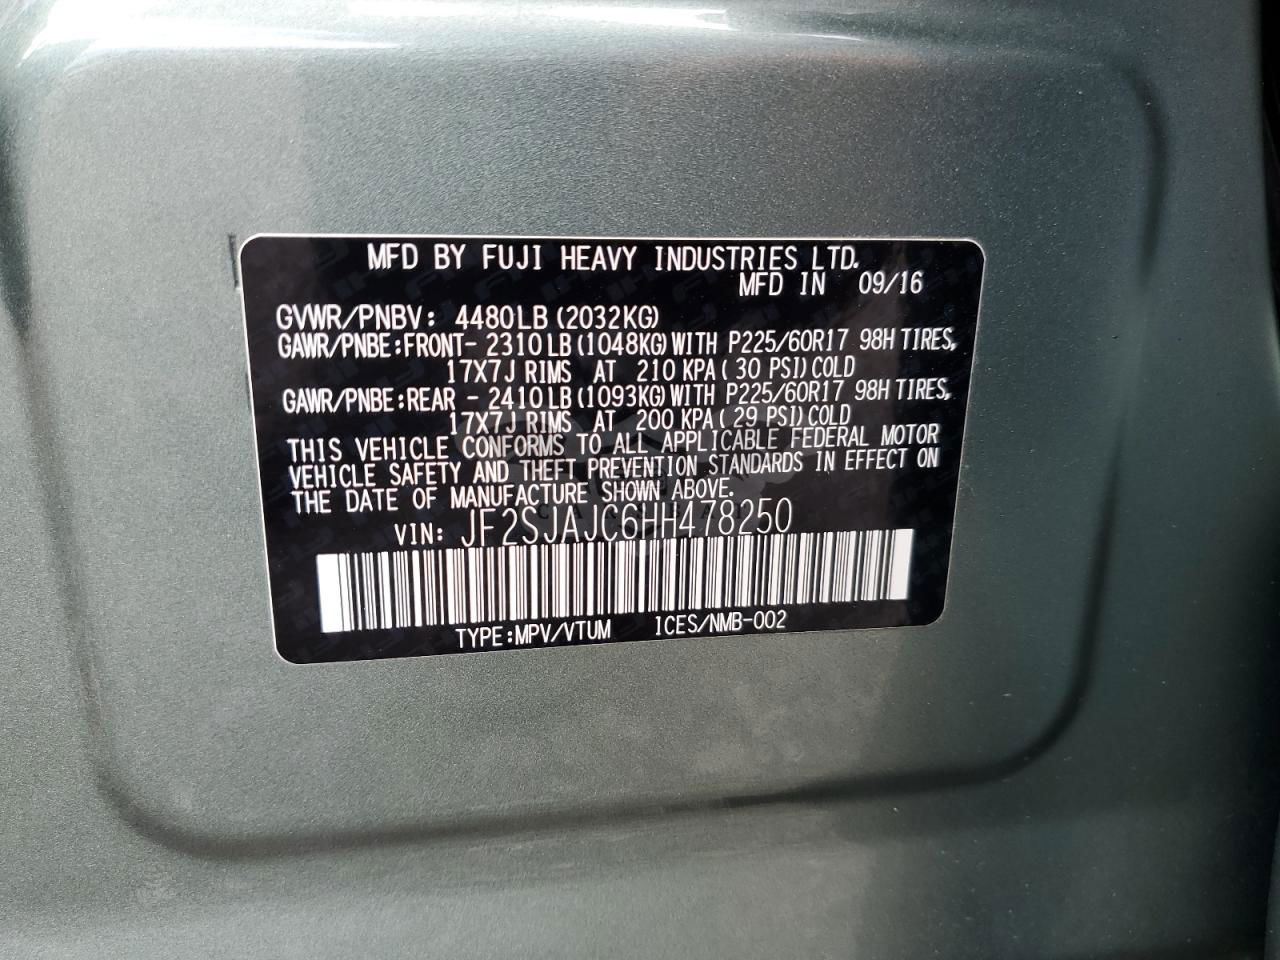 MFD BY FUJI HEAVY INDUSTRIES LTD.
MFD IN 09/16
GVWR/PNBV: 4480LB(2032KG)
GAWR/PNBE:FRONT- 2310LB(1048KG)WITH P225/60R17 98H TIRES,
17X7J RIMS AT 210 KPA(30 PSI)COLD
GAWR/PNBE:REAR - 2410LB(1093KG)WITH P225/60R17 98H TIRES,
17X7J RIMS AT 200 KPA(29 PSI)COLD
THIS VEHICLE CONFORMS TO ALL APPLICABLE FEDERAL MOTOR
VEHICLE SAFETY AND THEFT PREVENTION STANDARDS IN EFFECT ON
THE DATE OF MANUFACTURE SHOWN ABOVE.
VIN: JF2SJAJC6HH478250
TYPE:MPV/VTUM ICES/NMB-002